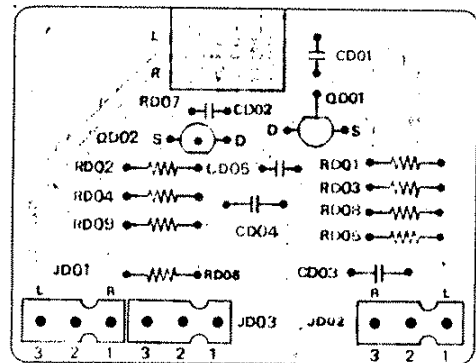 L
CD01
R
RD07
CD02
QD01
QD02 S D
D S
RD02
CD05
RD01
RD04
RD03
RD09
RD08
CD04
RD05
JD01
RD06
CD03
L R
R L
JD03
JD02
3 2 1
3 2 1
3 2 1